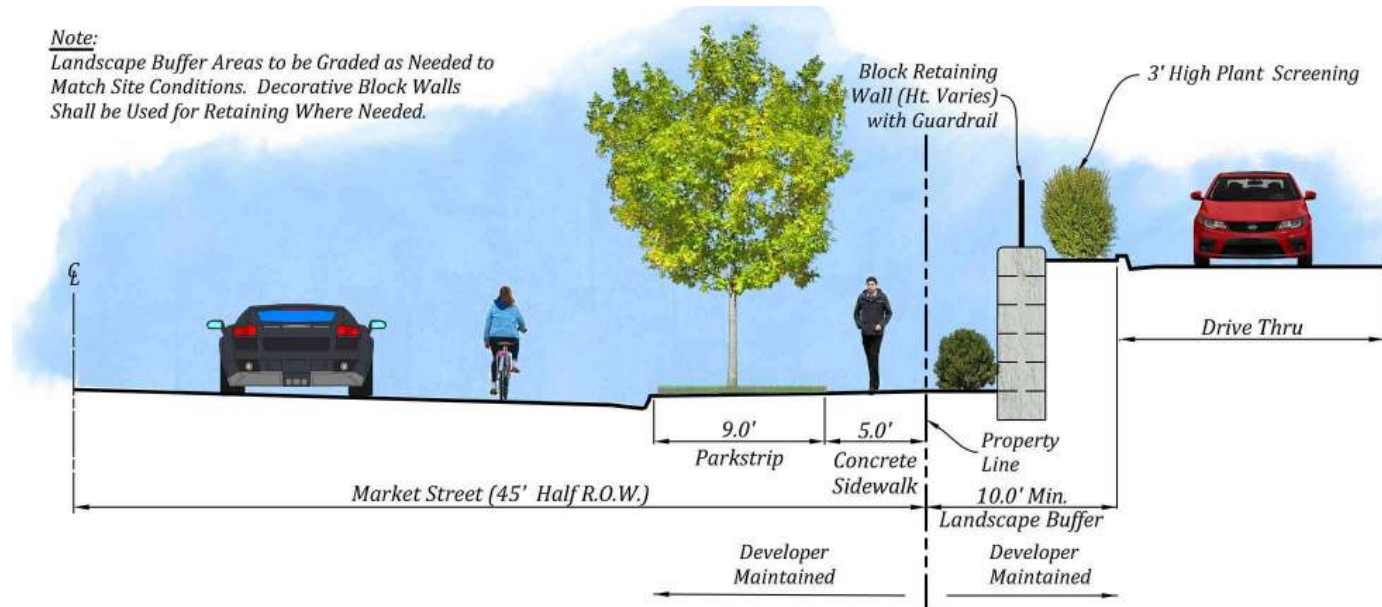 Note:
Landscape Buffer Areas to be Graded as Needed to
Match Site Conditions. Decorative Block Walls
Shall be Used for Retaining Where Needed.
Block Retaining
Wall (Ht. Varies)
with Guardrail
3' High Plant Screening
CL
Drive Thru
9.0'
Parkstrip
5.0'
Concrete
Sidewalk
Property
Line
Market Street (45' Half R.O.W.)
10.0' Min.
Landscape Buffer
Developer
Maintained
Developer
Maintained